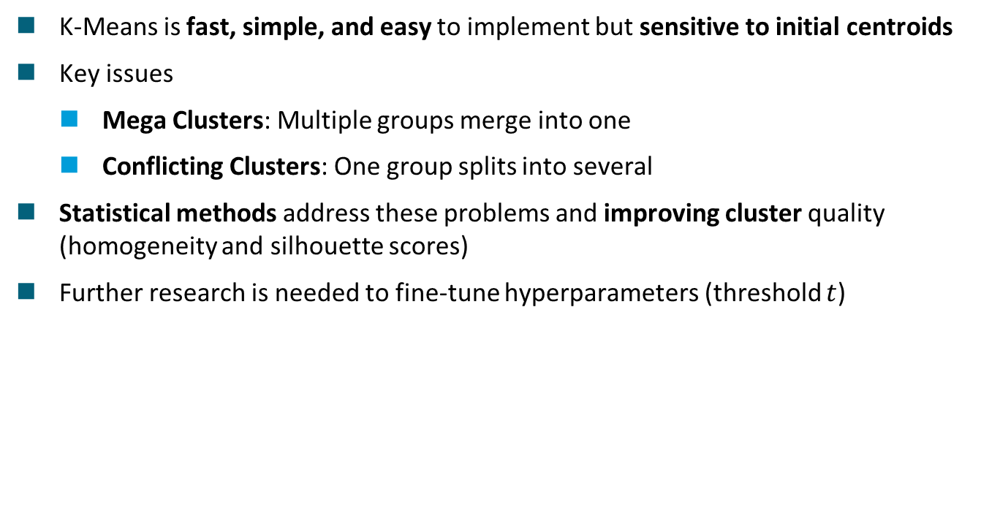 K-Means is fast, simple, and easy to implement but sensitive to initial centroids
Key issues
Mega Clusters: Multiple groups merge into one
Conflicting Clusters: One group splits into several
Statistical methods address these problems and improving cluster quality
(homogeneity and silhouette scores)
Further research is needed to fine-tune hyperparameters (threshold t)